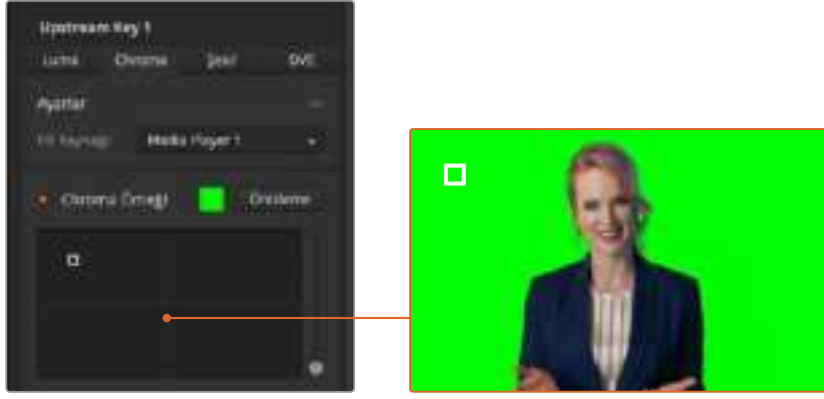 Upstream Key 1
Luma Chroma Şekil DVE
Ayarlar
Fill Kaynağı Media Player 1
Chroma Örneği Önizleme